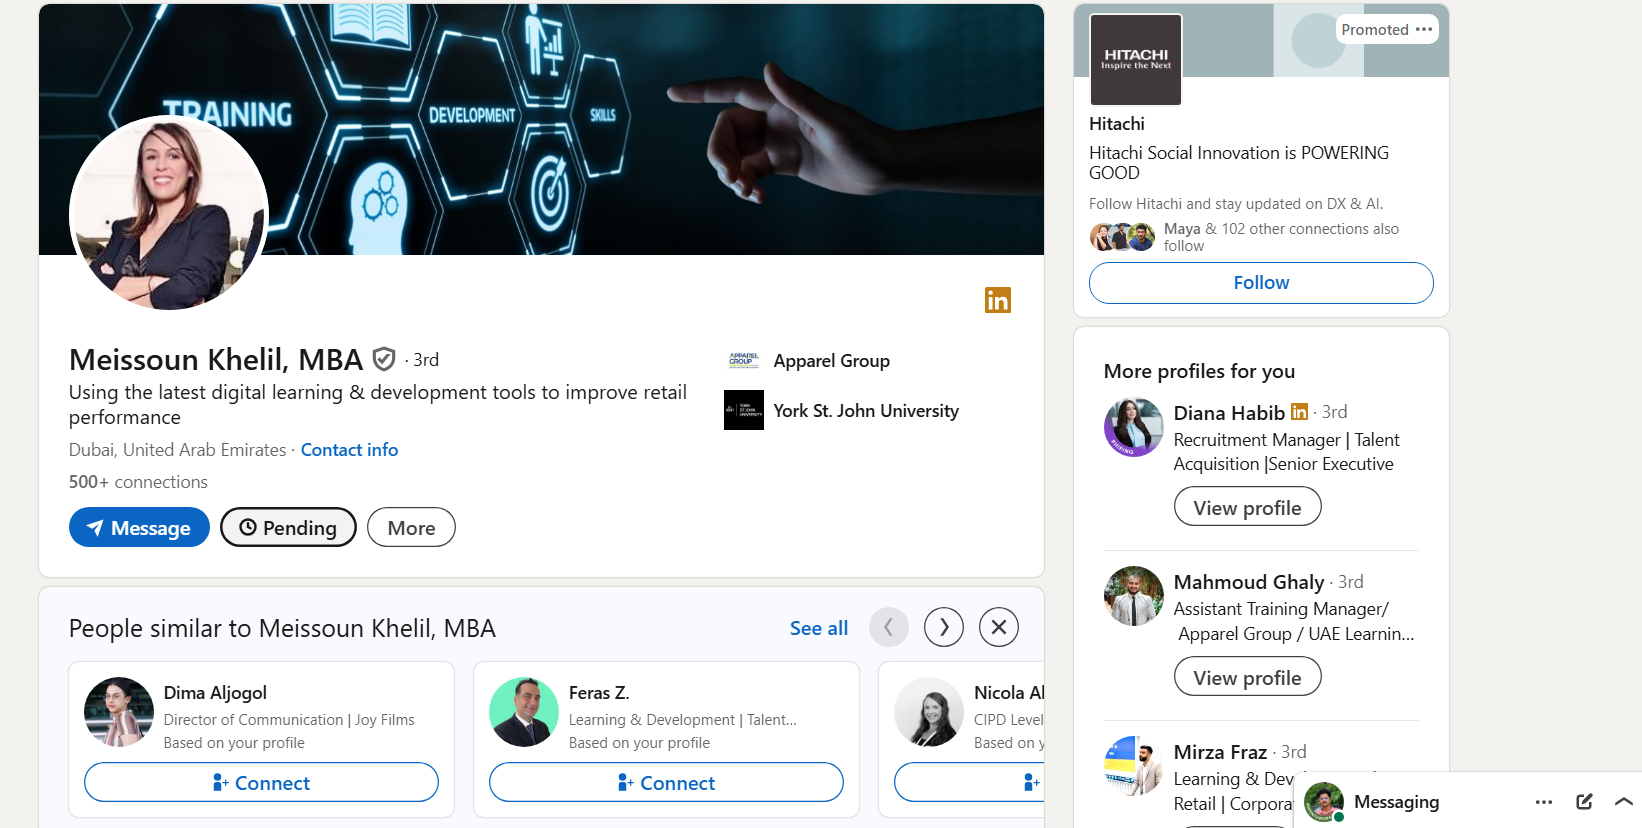 TRAINING
DEVELOPMENT
SKILLS
in
Meissoun Khelil, MBA · 3rd
Using the latest digital learning & development tools to improve retail
performance
Dubai, United Arab Emirates · Contact info
500+ connections
Message
Pending
More
APPAREL
GROUP
Apparel Group
YORK
ST JOHN
UNIVERSITY
York St. John University
People similar to Meissoun Khelil, MBA
See all
Dima Aljogol
Director of Communication | Joy Films
Based on your profile
Connect
Feras Z.
Learning & Development | Talent...
Based on your profile
Connect
Nicola Al
CIPD Level
Based on y
Promoted
HITACHI
Inspire the Next
Hitachi
Hitachi Social Innovation is POWERING
GOOD
Follow Hitachi and stay updated on DX & AI.
Maya & 102 other connections also
follow
Follow
More profiles for you
#HIRING
Diana Habib in · 3rd
Recruitment Manager | Talent
Acquisition |Senior Executive
View profile
Mahmoud Ghaly · 3rd
Assistant Training Manager/
Apparel Group / UAE Learnin...
View profile
Mirza Fraz · 3rd
Learning & Dev
Retail | Corpora
Messaging